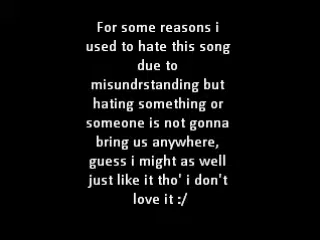 For some reasons i
used to hate this song
due to
misundrstanding but
hating something or
someone is not gonna
bring us anywhere,
guess i might as well
just like it tho' i don't
love it :/